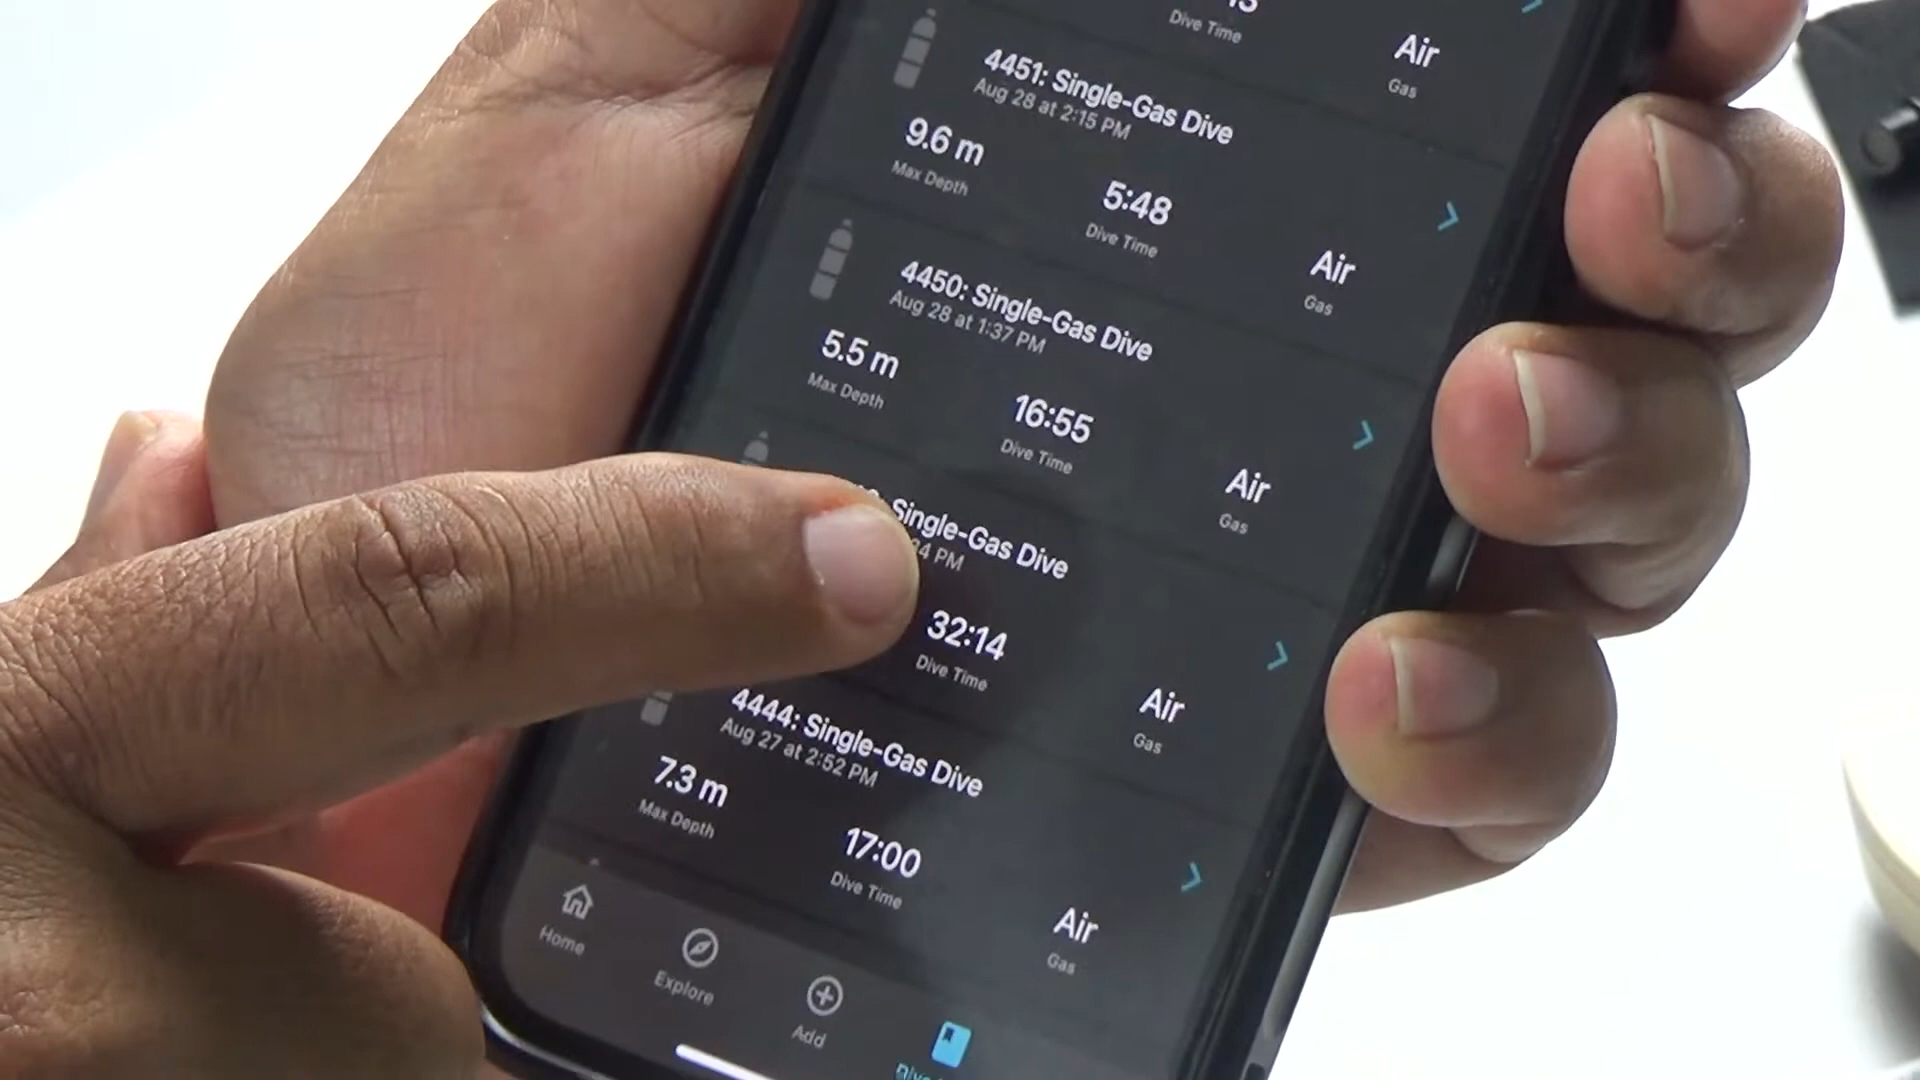 Dive Time
Air
Gas
4451: Single-Gas Dive
Aug 28 at 2:15 PM
9.6 m
Max Depth
5:48
Dive Time
Air
Gas
4450: Single-Gas Dive
Aug 28 at 1:37 PM
5.5 m
Max Depth
16:55
Dive Time
Air
Gas
Single-Gas Dive
PM
32:14
Dive Time
Air
Gas
4444: Single-Gas Dive
Aug 27 at 2:52 PM
7.3 m
Max Depth
17:00
Dive Time
Air
Gas
Home
Explore
Add